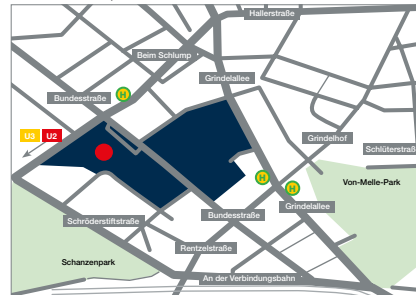 Hallerstraße
Beim Schlump
Grindelallee
Bundesstraße
H
U3 U2
Grindelhof
Schlüterstraß
H
H
Von-Melle-Park
Grindelallee
Schröderstiftstraße
Bundesstraße
Rentzelstraße
Schanzenpark
An der Verbindungsbahn